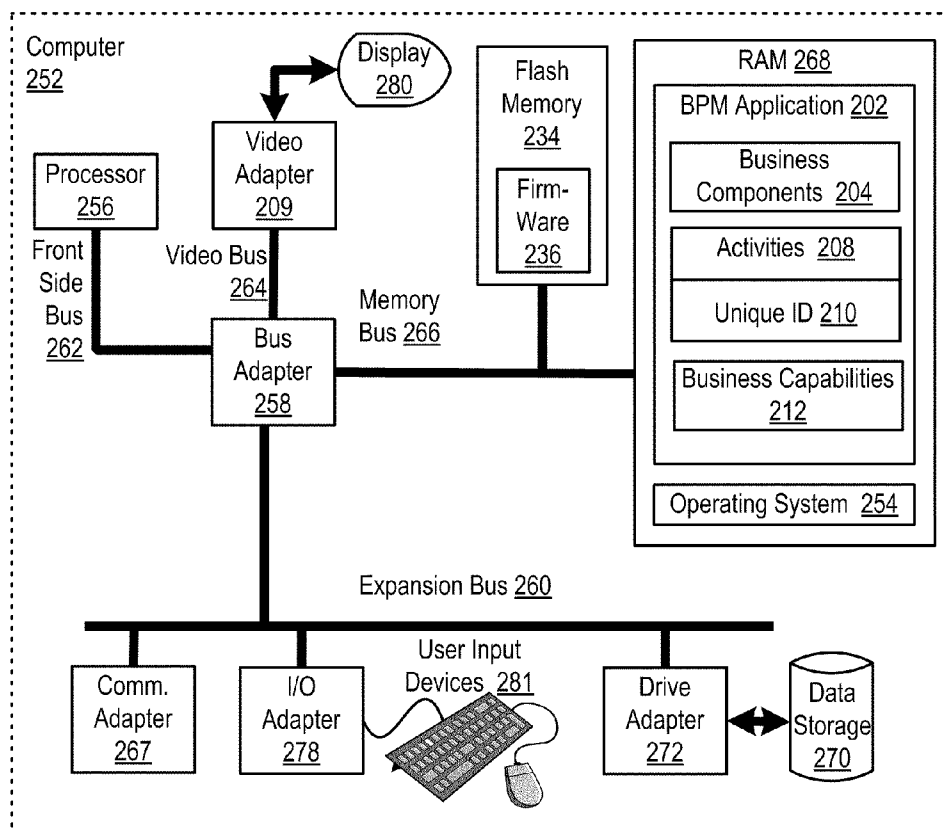 Computer
252
Display
280
Video
Adapter
209
Processor
256
Front
Side
Bus
262
Video Bus
264
Bus
Adapter
258
Memory
Bus 266
Flash
Memory
234
Firm-
Ware
236
RAM 268
BPM Application 202
Business
Components 204
Activities 208
Unique ID 210
Business Capabilities
212
Operating System 254
Expansion Bus 260
Comm.
Adapter
267
I/O
Adapter
278
User Input
Devices 281
Drive
Adapter
272
Data
Storage
270